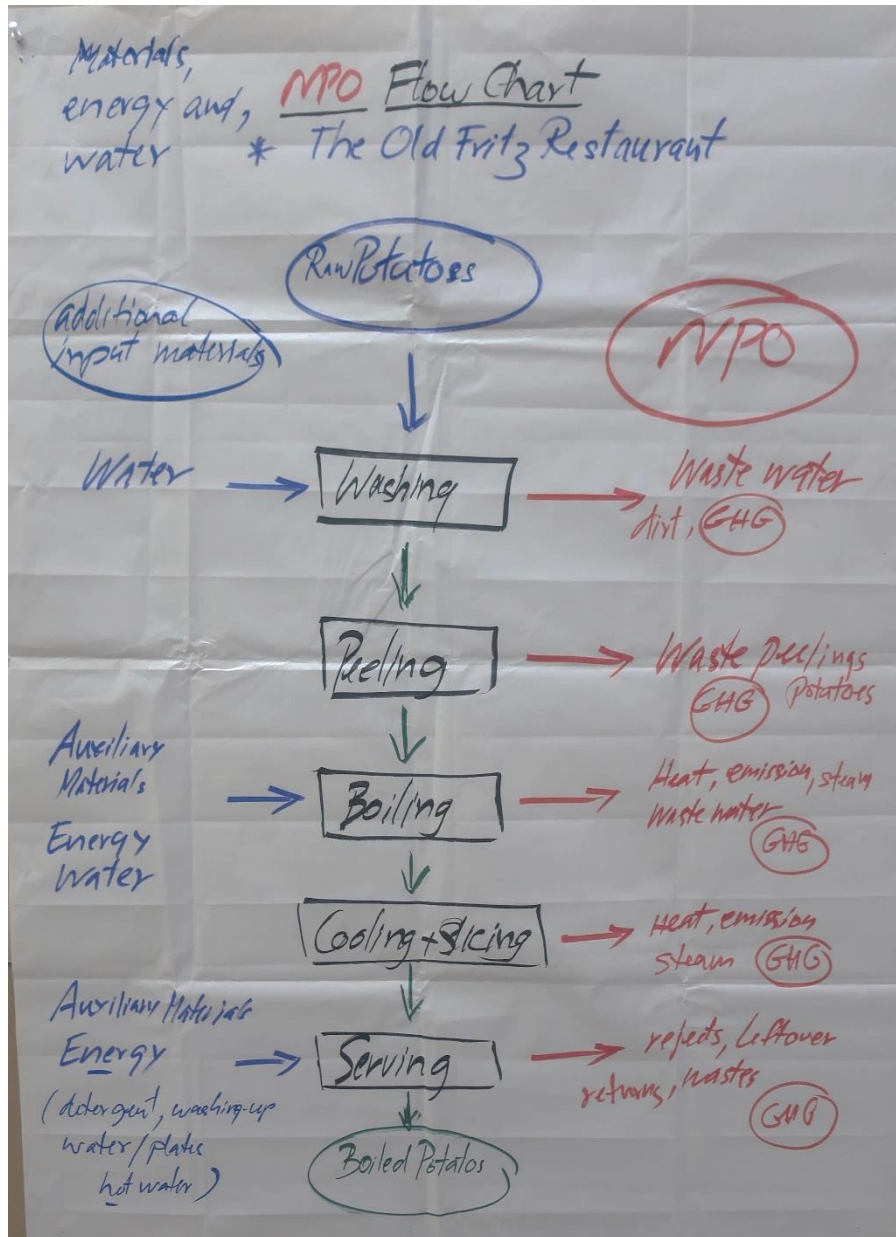 Materials,
energy and, NPO Flow Chart
water * The Old Fritz Restaurant
Raw Potatoes
additional
input materials
NPO
Water
Washing
Waste water
dirt, GHG
Peeling
Waste peelings
GHG potatoes
Auxiliary
Materials
Energy
Water
Boiling
Heat, emission, steam
Waste water
GHG
Cooling + Slicing
Heat, emission
steam GHG
Auxiliary Materials
Energy
(detergent, washing-up
water/plates
hot water)
Serving
rejects, Leftover
returns, wastes
GHG
Boiled Potatos